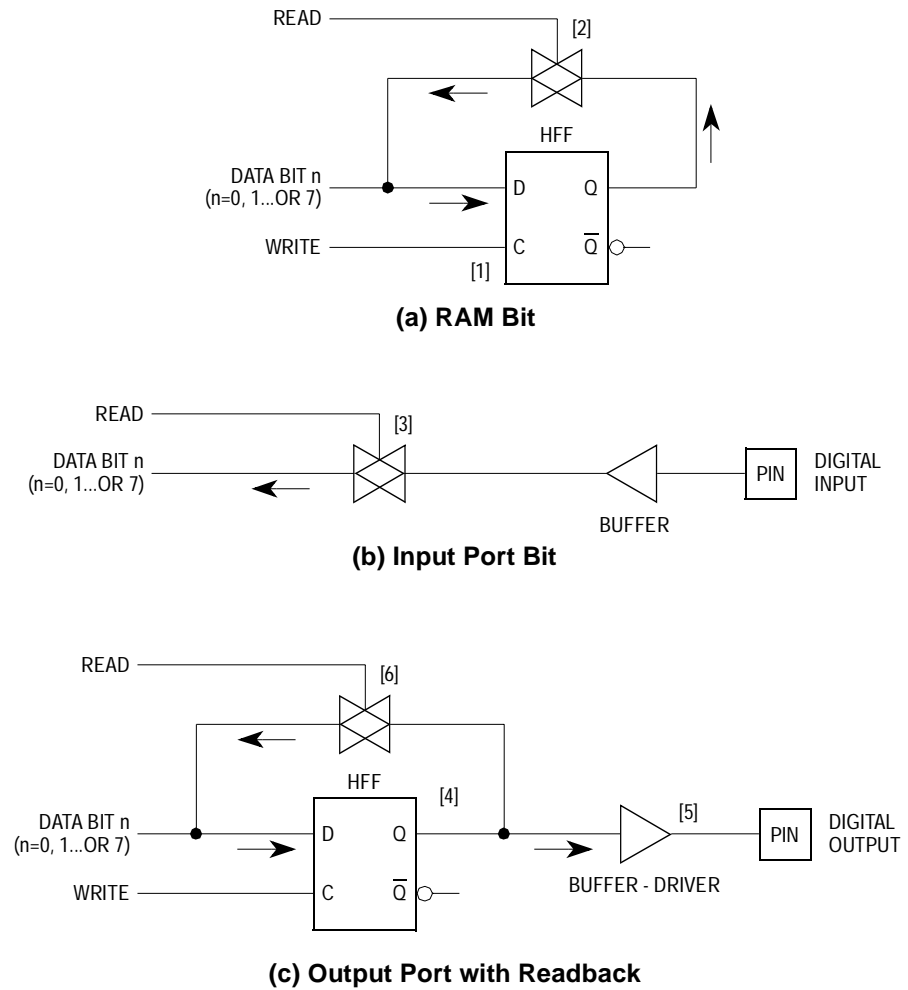 READ
[2]
HFF
DATA BIT n
(n=0, 1...OR 7)
D
Q
WRITE
C
Q̅
[1]
(a) RAM Bit
READ
[3]
DATA BIT n
(n=0, 1...OR 7)
PIN
DIGITAL
INPUT
BUFFER
(b) Input Port Bit
READ
[6]
HFF
[4]
[5]
DATA BIT n
(n=0, 1...OR 7)
D
Q
PIN
DIGITAL
OUTPUT
WRITE
C
Q̅
BUFFER - DRIVER
(c) Output Port with Readback